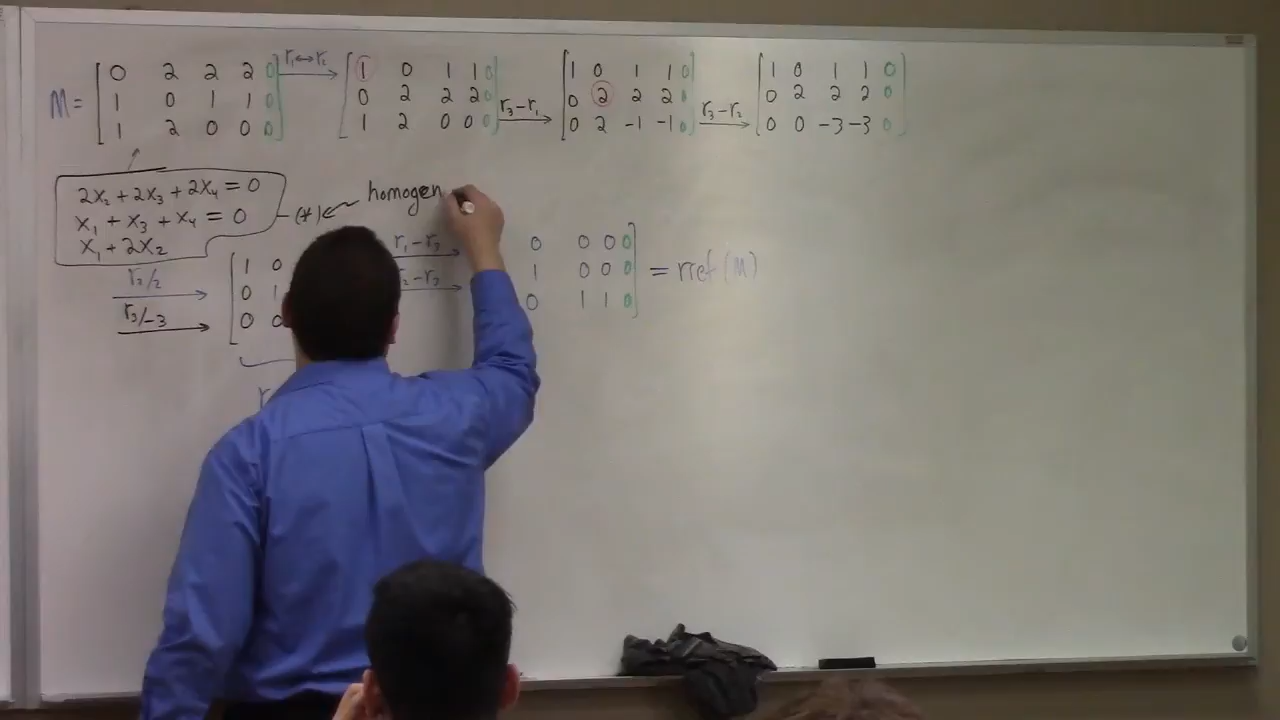 M = [0 2 2 2 0] r₁↔r₂ [1 0 1 1 0] [1 0 1 1 0] [1 0 1 1 0]
[1 0 1 1 0] [0 2 2 2 0] r₃-r₁ [0 2 2 2 0] r₃-r₂ [0 2 2 2 0]
[1 2 0 0 0] [1 2 0 0 0] [0 2 -1 -1 0] [0 0 -3 -3 0]
2x₂ + 2x₃ + 2x₄ = 0
x₁ + x₃ + x₄ = 0 (*) ← homogen
x₁ + 2x₂
r₂/2 [1 0 r₁-r₃ 0 0 0 0]
r₃/-3 [0 1 r₂-r₃ 1 0 0 0] = rref(M)
[0 0 0 1 1 0]
r